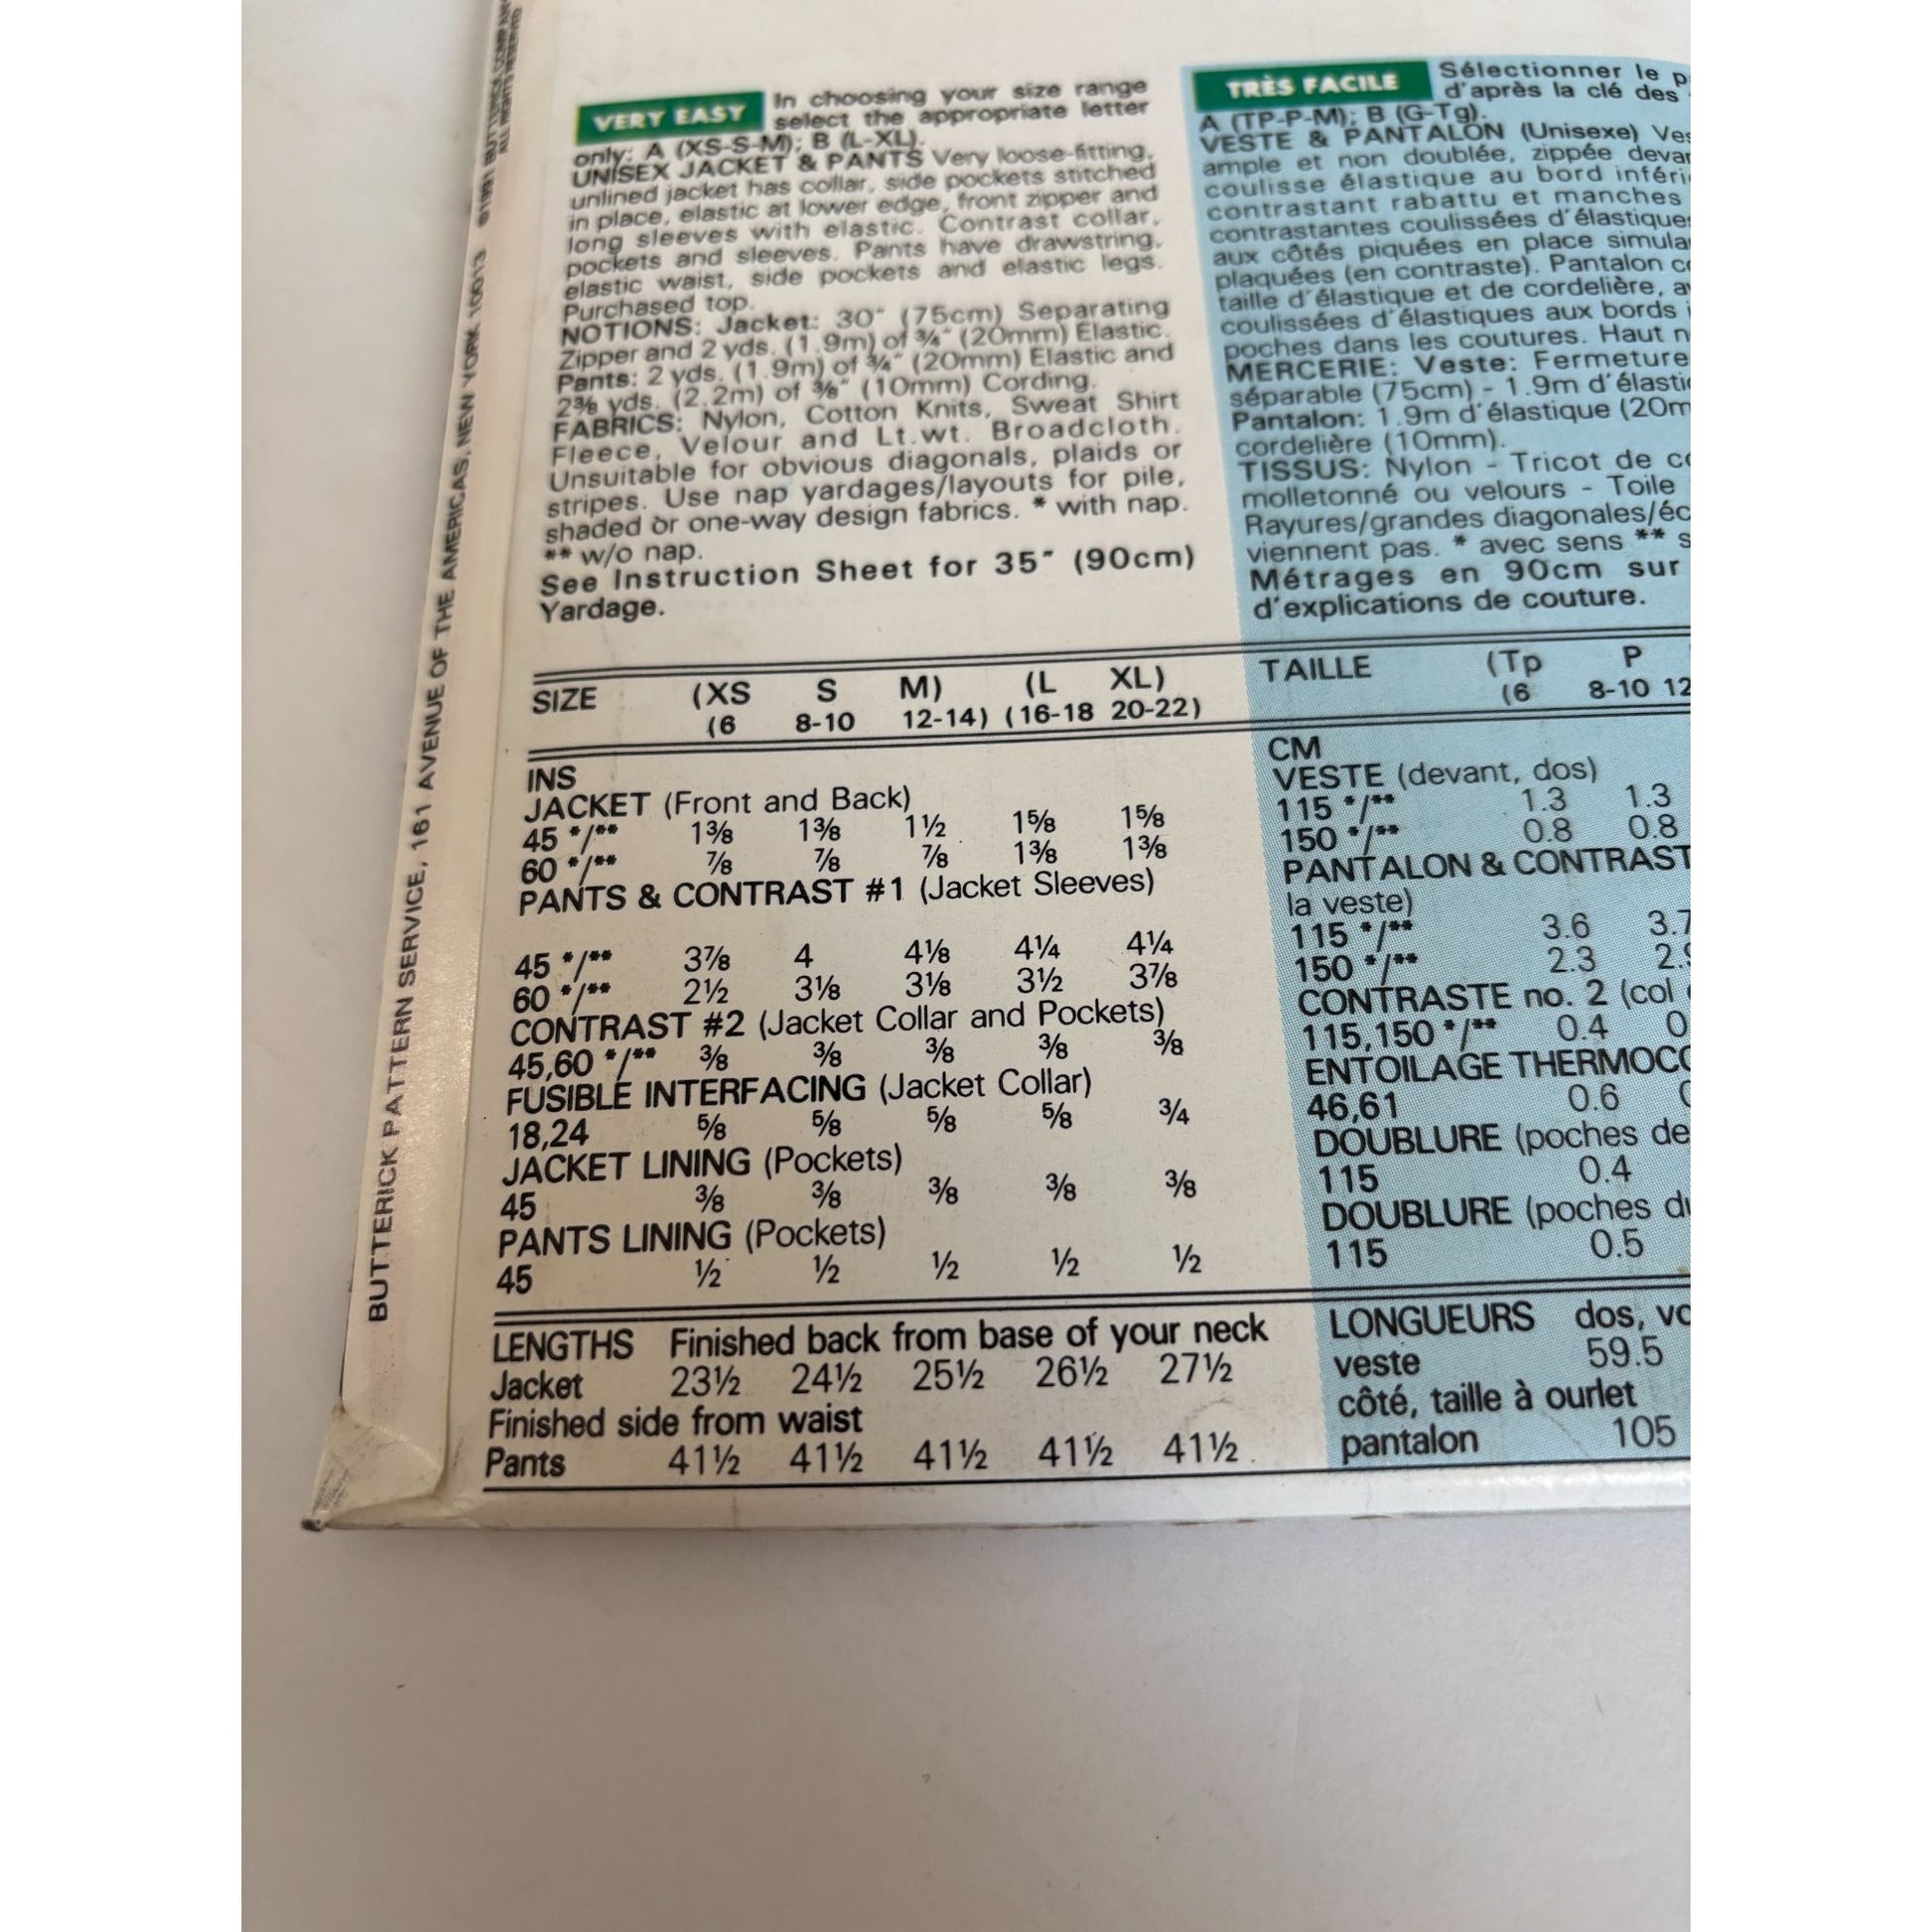 ©1991 BUTTERICK COMPANY
ALL RIGHTS RESERVED
BUTTERICK PATTERN SERVICE, 161 AVENUE OF THE AMERICAS, NEW YORK 10013
VERY EASY In choosing your size range
select the appropriate letter
only: A (XS-S-M); B (L-XL).
UNISEX JACKET & PANTS Very loose-fitting,
unlined jacket has collar, side pockets stitched
in place, elastic at lower edge, front zipper and
long sleeves with elastic. Contrast collar,
pockets and sleeves. Pants have drawstring,
elastic waist, side pockets and elastic legs.
Purchased top.
NOTIONS: Jacket: 30" (75cm) Separating
Zipper and 2 yds. (1.9m) of ¾" (20mm) Elastic.
Pants: 2 yds. (1.9m) of ¾" (20mm) Elastic and
2⅜ yds. (2.2m) of ⅜" (10mm) Cording.
FABRICS: Nylon, Cotton Knits, Sweat Shirt
Fleece, Velour and Lt.wt. Broadcloth.
Unsuitable for obvious diagonals, plaids or
stripes. Use nap yardages/layouts for pile,
shaded or one-way design fabrics. * with nap.
** w/o nap.
See Instruction Sheet for 35" (90cm)
Yardage.
SIZE (XS S M) (L XL)
(6 8-10 12-14) (16-18 20-22)
INS
JACKET (Front and Back)
45 */** 1⅜ 1⅜ 1½ 1⅝ 1⅝
60 */** ⅞ ⅞ ⅞ 1⅜ 1⅜
PANTS & CONTRAST #1 (Jacket Sleeves)
45 */** 3⅞ 4 4⅛ 4¼ 4¼
60 */** 2½ 3⅛ 3⅛ 3½ 3⅞
CONTRAST #2 (Jacket Collar and Pockets)
45,60 */** ⅜ ⅜ ⅜ ⅜ ⅜
FUSIBLE INTERFACING (Jacket Collar)
18,24 ⅝ ⅝ ⅝ ⅝ ¾
JACKET LINING (Pockets)
45 ⅜ ⅜ ⅜ ⅜ ⅜
PANTS LINING (Pockets)
45 ½ ½ ½ ½ ½
LENGTHS Finished back from base of your neck
Jacket 23½ 24½ 25½ 26½ 27½
Finished side from waist
Pants 41½ 41½ 41½ 41½ 41½
TRÈS FACILE Sélectionner le
d'après la clé des
A (TP-P-M); B (G-Tg).
VESTE & PANTALON (Unisexe)
ample et non doublée, zippée
coulisse élastique au bord
contrastant rabattu et manches
contrastantes coulissées
aux côtés piquées en place
plaquées (en contraste). Pantalon
taille d'élastique et de cordelière,
coulissées d'élastiques aux bords
poches dans les coutures. Haut
MERCERIE: Veste: Fermeture
séparable (75cm) - 1.9m
Pantalon: 1.9m d'élastique
cordelière (10mm).
TISSUS: Nylon - Tricot de
molletonné ou velours - Toile
Rayures/grandes diagonales/
viennent pas. * avec sens **
Métrages en 90cm sur
d'explications de couture.
TAILLE (Tp P
(6 8-10 12
CM
VESTE (devant, dos)
115 */** 1.3 1.3
150 */** 0.8 0.8
PANTALON & CONTRAST
la veste)
115 */** 3.6 3.7
150 */** 2.3
CONTRASTE no. 2 (col
115,150 */** 0.4
ENTOILAGE
46,61 0.6
DOUBLURE (poches de
115 0.4
DOUBLURE (poches
115 0.5
LONGUEURS dos,
veste 59.5
côté, taille à ourlet
pantalon 105